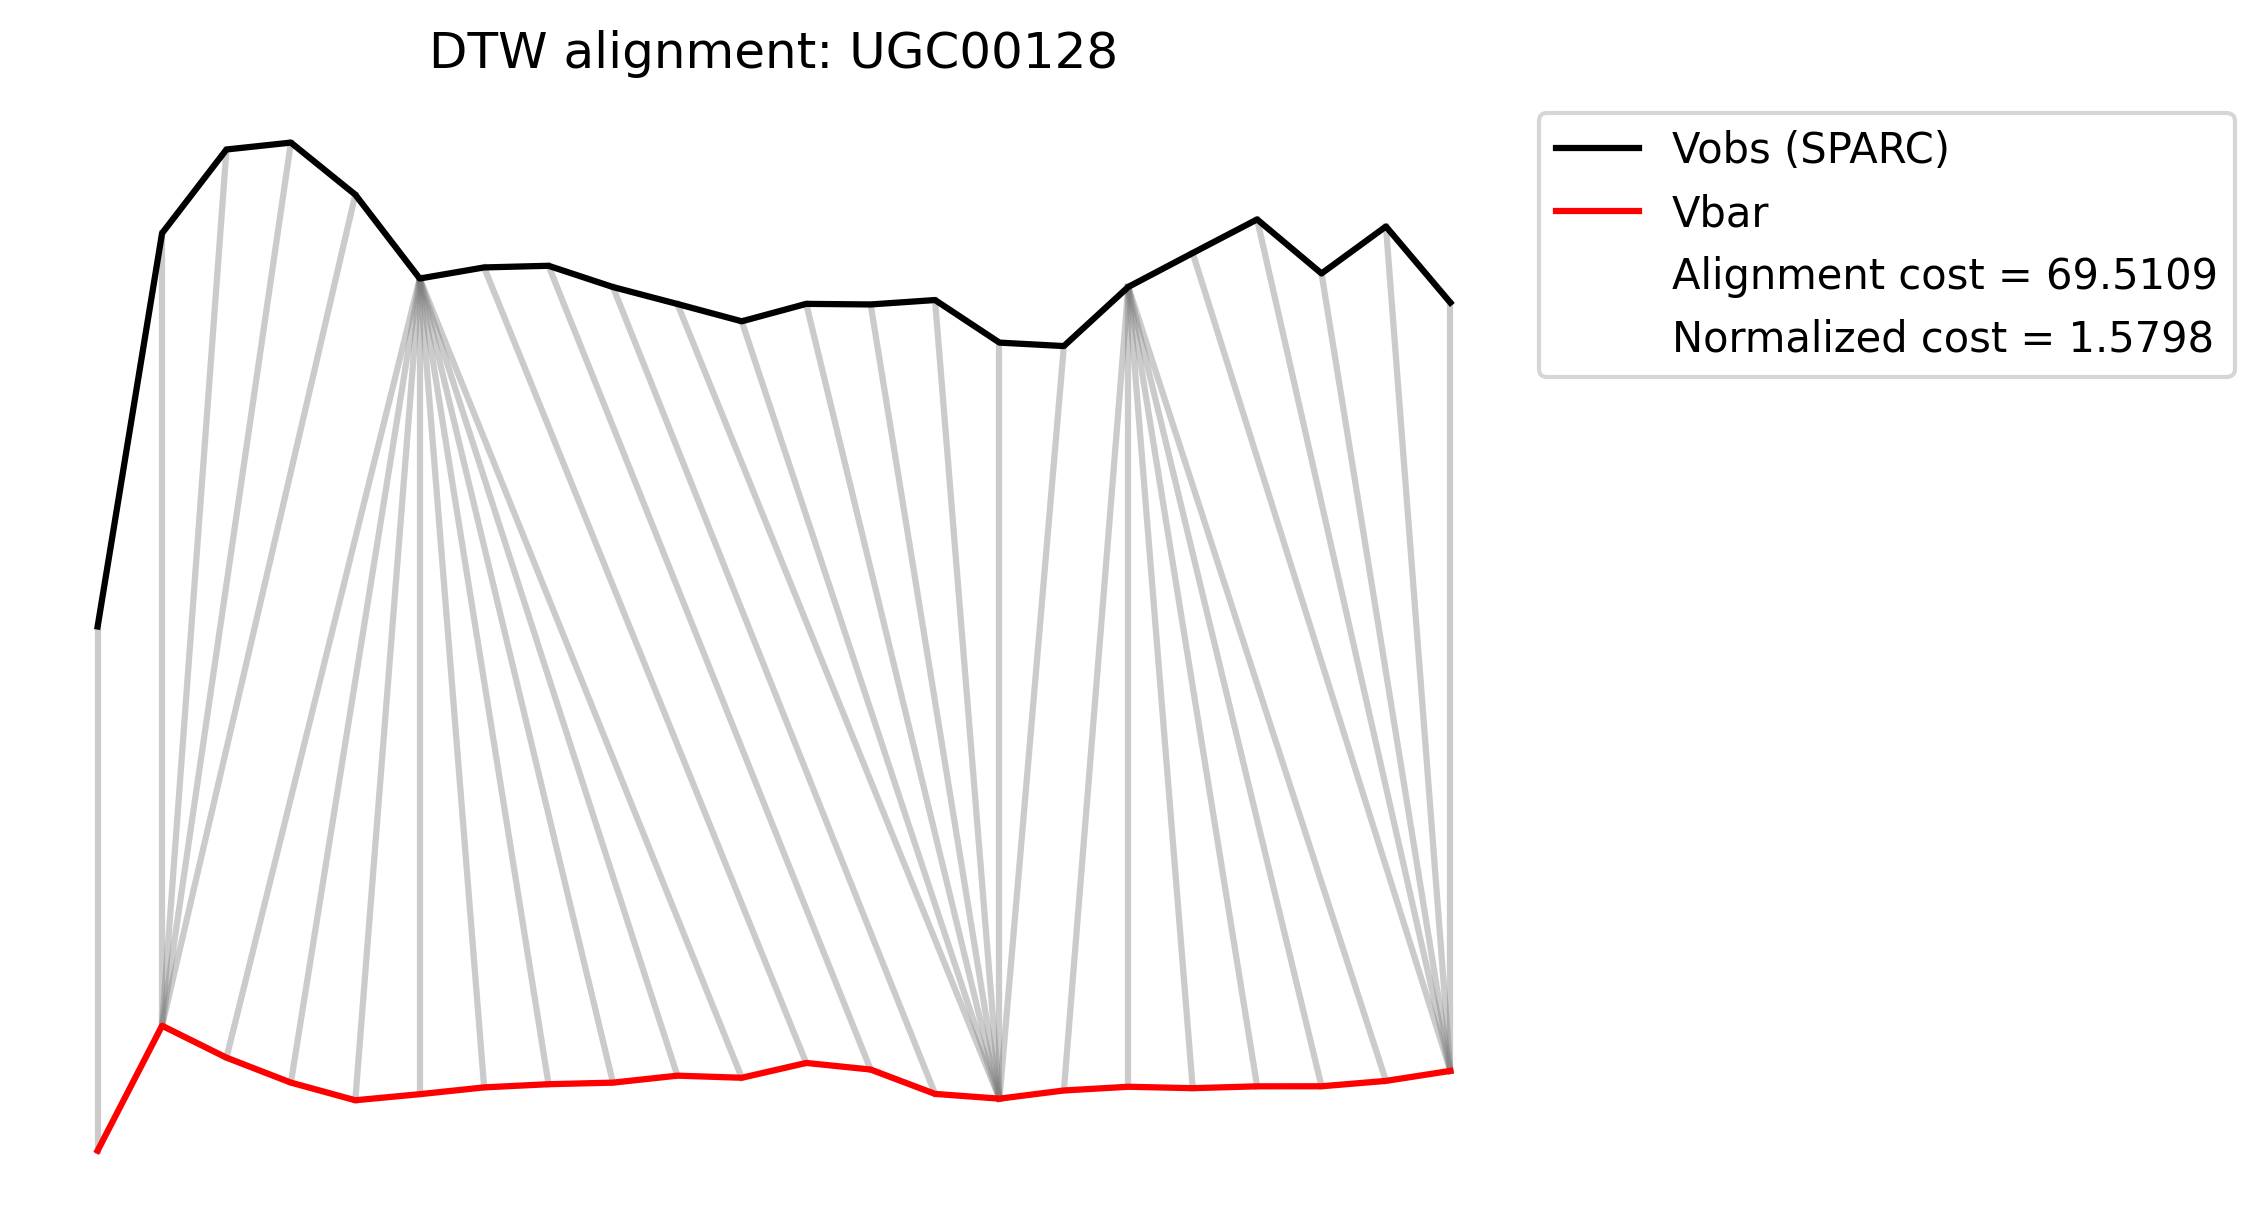 DTW alignment: UGC00128
Vobs (SPARC)
Vbar
Alignment cost = 69.5109
Normalized cost = 1.5798